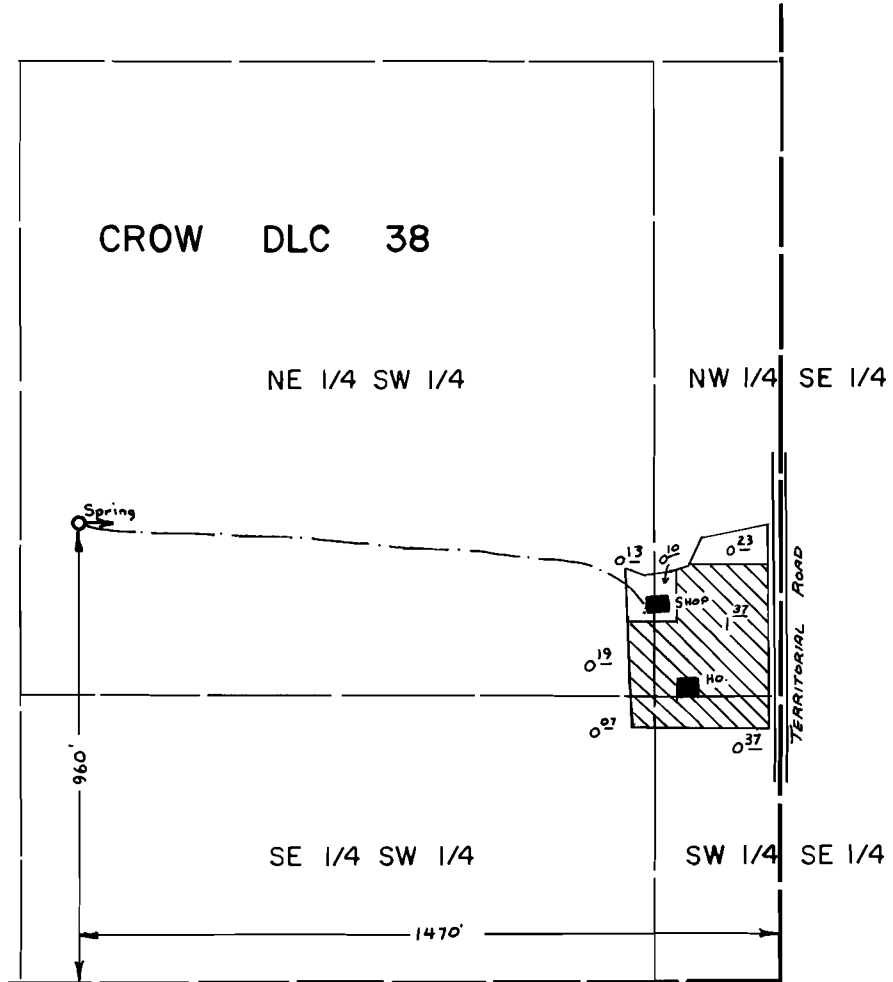 CROW DLC 38
NE 1/4 SW 1/4
NW 1/4 SE 1/4
Spring
0 13
0 10
0 23
SHOP
1 37
TERRITORIAL ROAD
0 19
HO.
0 07
0 37
960'
SE 1/4 SW 1/4
SW 1/4 SE 1/4
1470'